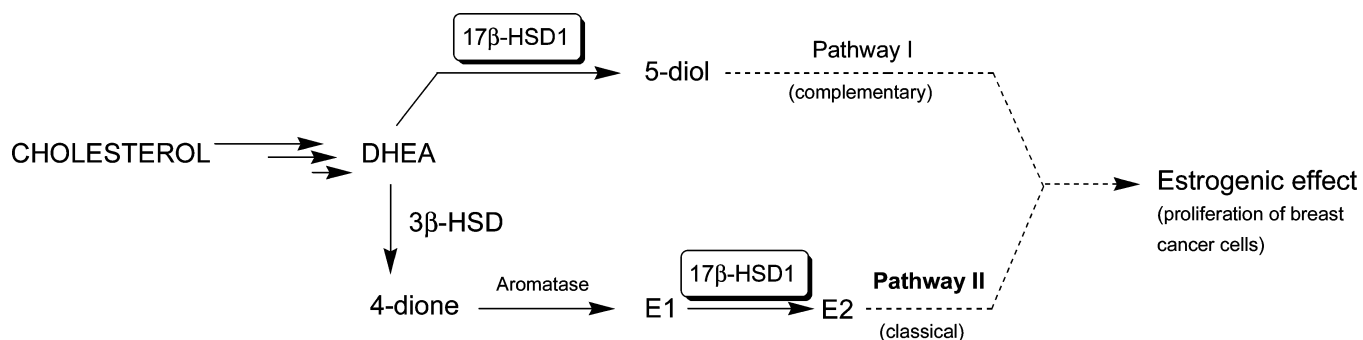 17β-HSD1
Pathway I
5-diol
(complementary)
CHOLESTEROL
DHEA
Estrogenic effect
(proliferation of breast
cancer cells)
3β-HSD
17β-HSD1
Pathway II
Aromatase
4-dione
E1
E2
(classical)